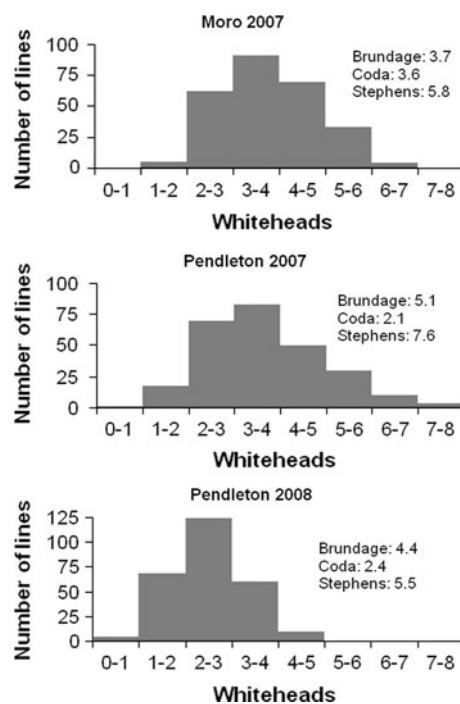 Moro 2007
Number of lines
100
75
50
25
0
Brundage: 3.7
Coda: 3.6
Stephens: 5.8
0-1 1-2 2-3 3-4 4-5 5-6 6-7 7-8
Whiteheads
Pendleton 2007
Number of lines
100
75
50
25
0
Brundage: 5.1
Coda: 2.1
Stephens: 7.6
0-1 1-2 2-3 3-4 4-5 5-6 6-7 7-8
Whiteheads
Pendleton 2008
Number of lines
125
100
75
50
25
0
Brundage: 4.4
Coda: 2.4
Stephens: 5.5
0-1 1-2 2-3 3-4 4-5 5-6 6-7 7-8
Whiteheads